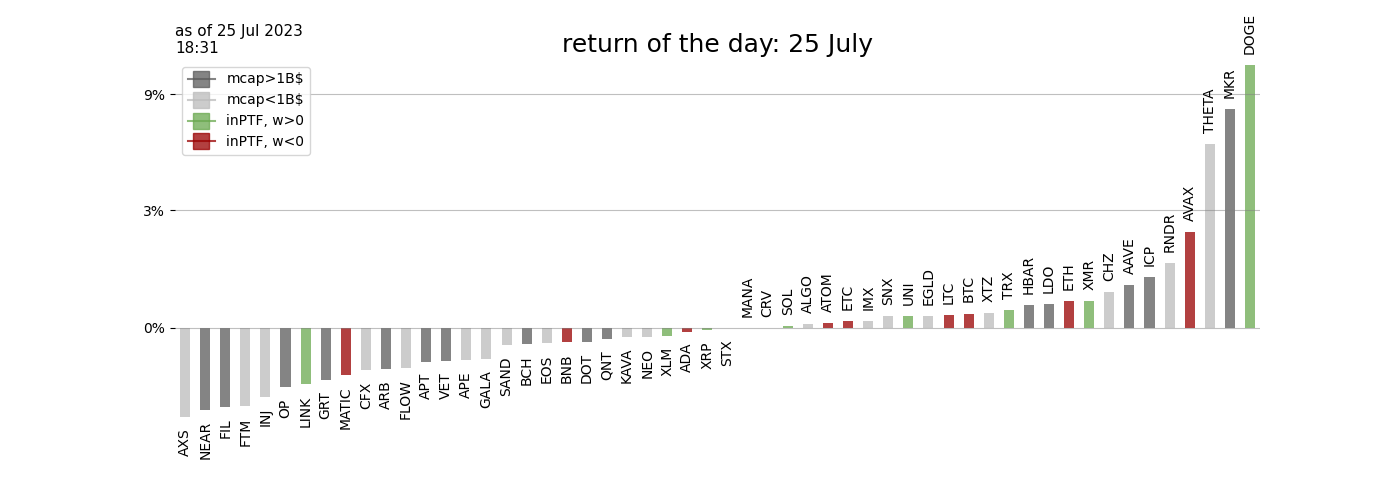 as of 25 Jul 2023
18:31
return of the day: 25 July
mcap>1B$
mcap<1B$
inPTF, w>0
inPTF, w<0
9%
3%
0%
AXS
NEAR
FIL
FTM
INJ
OP
LINK
GRT
MATIC
CFX
ARB
FLOW
APT
VET
APE
GALA
SAND
BCH
EOS
BNB
DOT
QNT
KAVA
NEO
XLM
ADA
XRP
STX
MANA
CRV
SOL
ALGO
ATOM
ETC
IMX
SNX
UNI
EGLD
LTC
BTC
XTZ
TRX
HBAR
LDO
ETH
XMR
CHZ
AAVE
ICP
RNDR
AVAX
THETA
MKR
DOGE